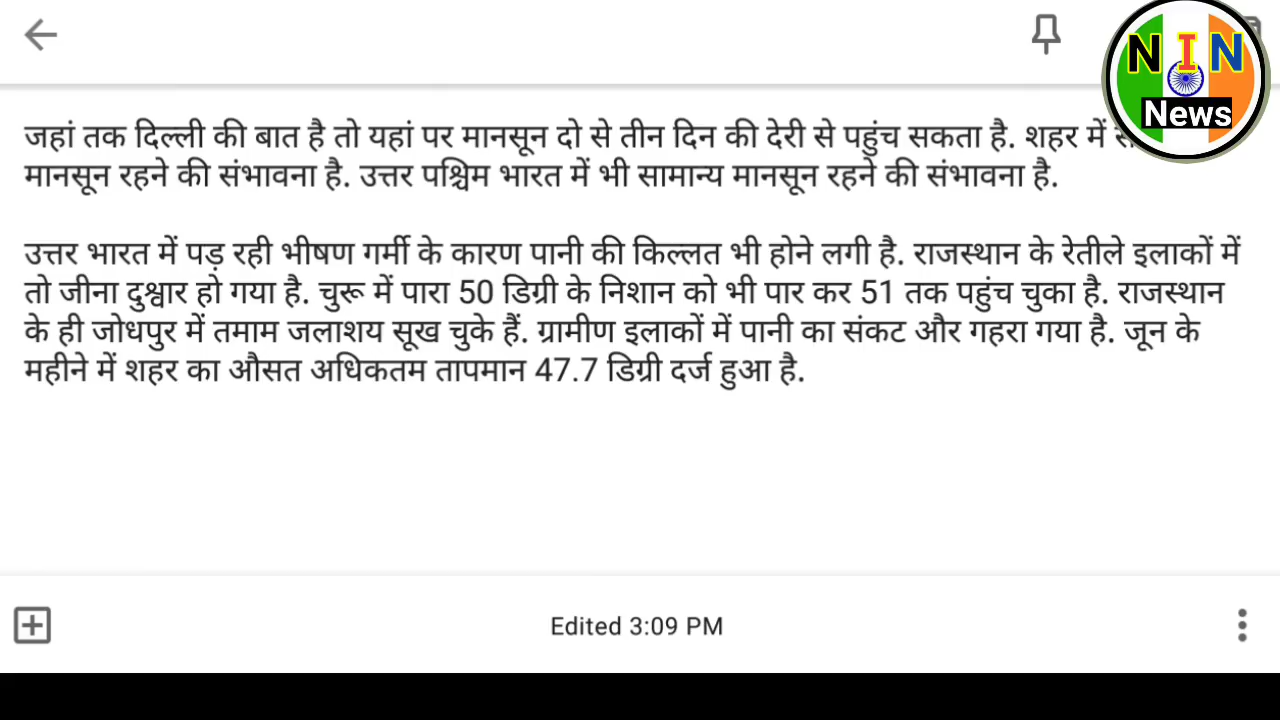 NIN
News
जहां तक दिल्ली की बात है तो यहां पर मानसून दो से तीन दिन की देरी से पहुंच सकता है. शहर में
मानसून रहने की संभावना है. उत्तर पश्चिम भारत में भी सामान्य मानसून रहने की संभावना है.
उत्तर भारत में पड़ रही भीषण गर्मी के कारण पानी की किल्लत भी होने लगी है. राजस्थान के रेतीले इलाकों में
तो जीना दुश्वार हो गया है. चुरू में पारा 50 डिग्री के निशान को भी पार कर 51 तक पहुंच चुका है. राजस्थान
के ही जोधपुर में तमाम जलाशय सूख चुके हैं. ग्रामीण इलाकों में पानी का संकट और गहरा गया है. जून के
महीने में शहर का औसत अधिकतम तापमान 47.7 डिग्री दर्ज हुआ है.
Edited 3:09 PM